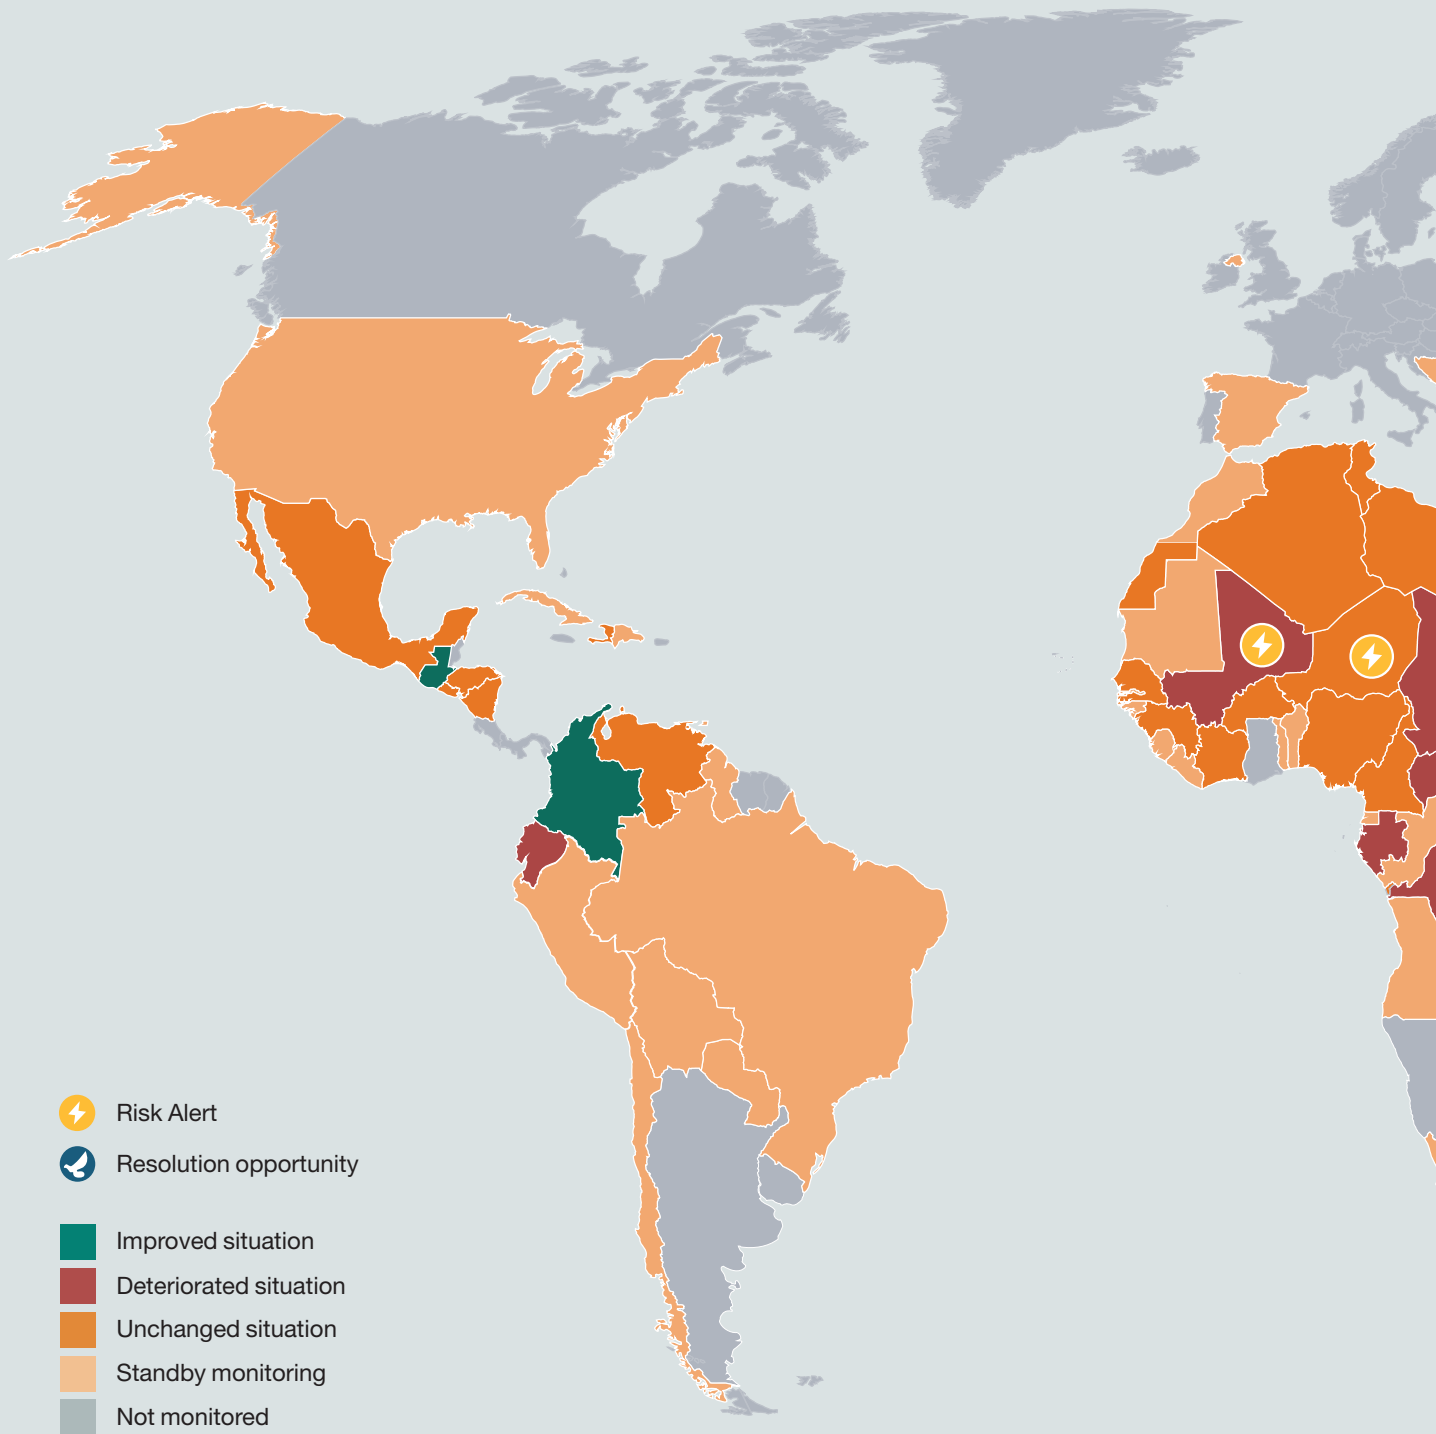 Risk Alert
Resolution opportunity
Improved situation
Deteriorated situation
Unchanged situation
Standby monitoring
Not monitored